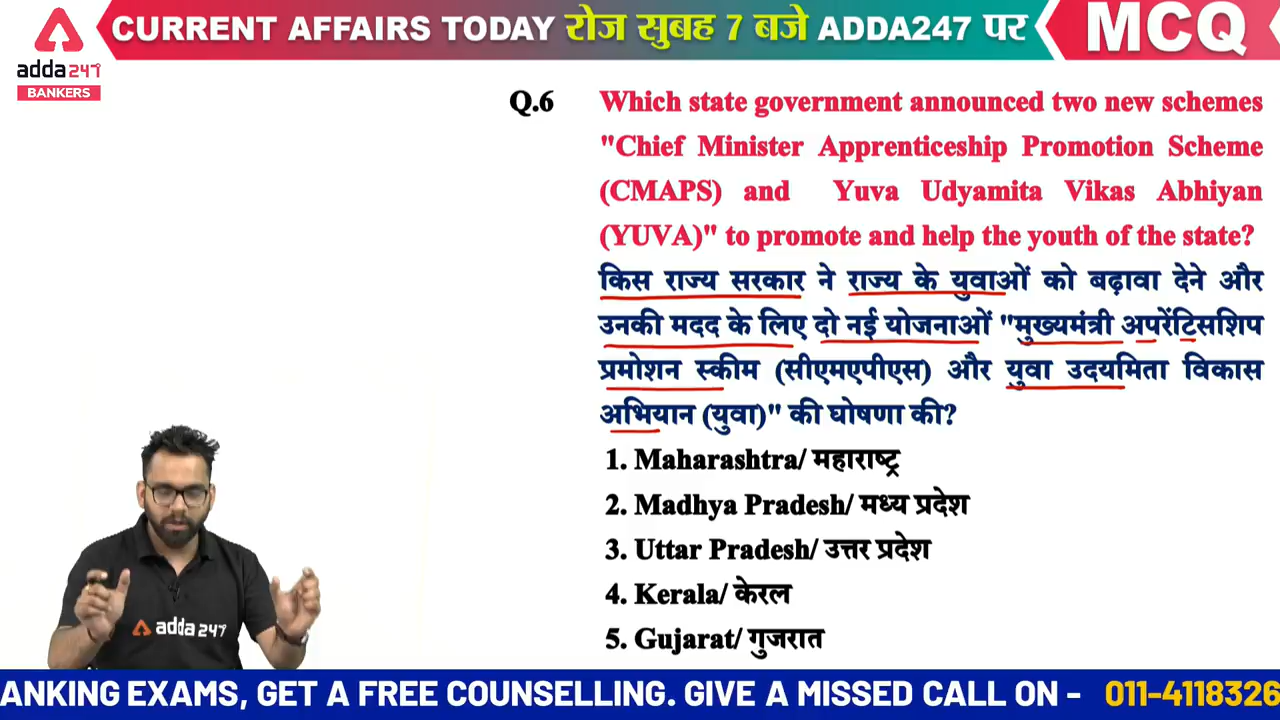 CURRENT AFFAIRS TODAY रोज सुबह 7 बजे ADDA247 पर
MCQ
adda247
BANKERS
Q.6 Which state government announced two new schemes
"Chief Minister Apprenticeship Promotion Scheme
(CMAPS) and Yuva Udyamita Vikas Abhiyan
(YUVA)" to promote and help the youth of the state?
किस राज्य सरकार ने राज्य के युवाओं को बढ़ावा देने और
उनकी मदद के लिए दो नई योजनाओं "मुख्यमंत्री अपरेंटिसशिप
प्रमोशन स्कीम (सीएमएपीएस) और युवा उदयमिता विकास
अभियान (युवा)" की घोषणा की?
1. Maharashtra/ महाराष्ट्र
2. Madhya Pradesh/ मध्य प्रदेश
3. Uttar Pradesh/ उत्तर प्रदेश
4. Kerala/ केरल
5. Gujarat/ गुजरात
adda247
ANKING EXAMS, GET A FREE COUNSELLING. GIVE A MISSED CALL ON - 011-4118326